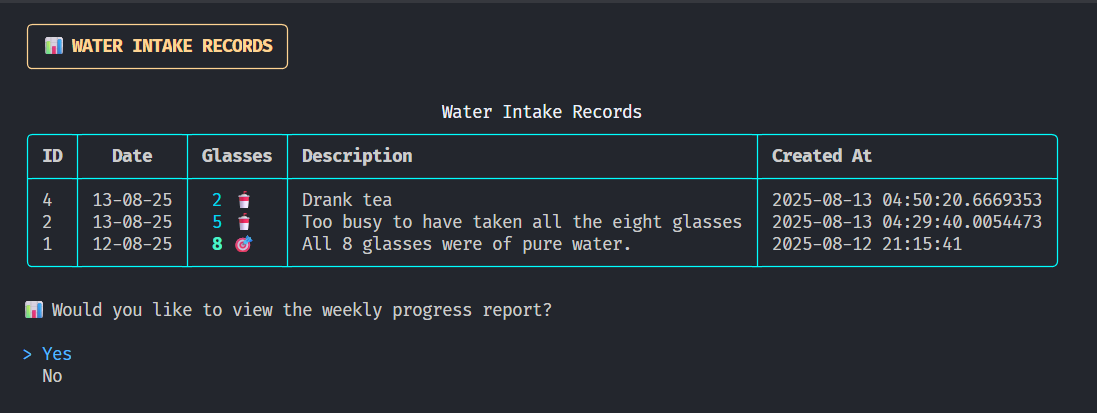 📊 WATER INTAKE RECORDS
Water Intake Records
ID Date Glasses Description Created At
4 13-08-25 2 🥤 Drank tea 2025-08-13 04:50:20.6669353
2 13-08-25 5 🥤 Too busy to have taken all the eight glasses 2025-08-13 04:29:40.0054473
1 12-08-25 8 🎯 All 8 glasses were of pure water. 2025-08-12 21:15:41
📊 Would you like to view the weekly progress report?
> Yes
No